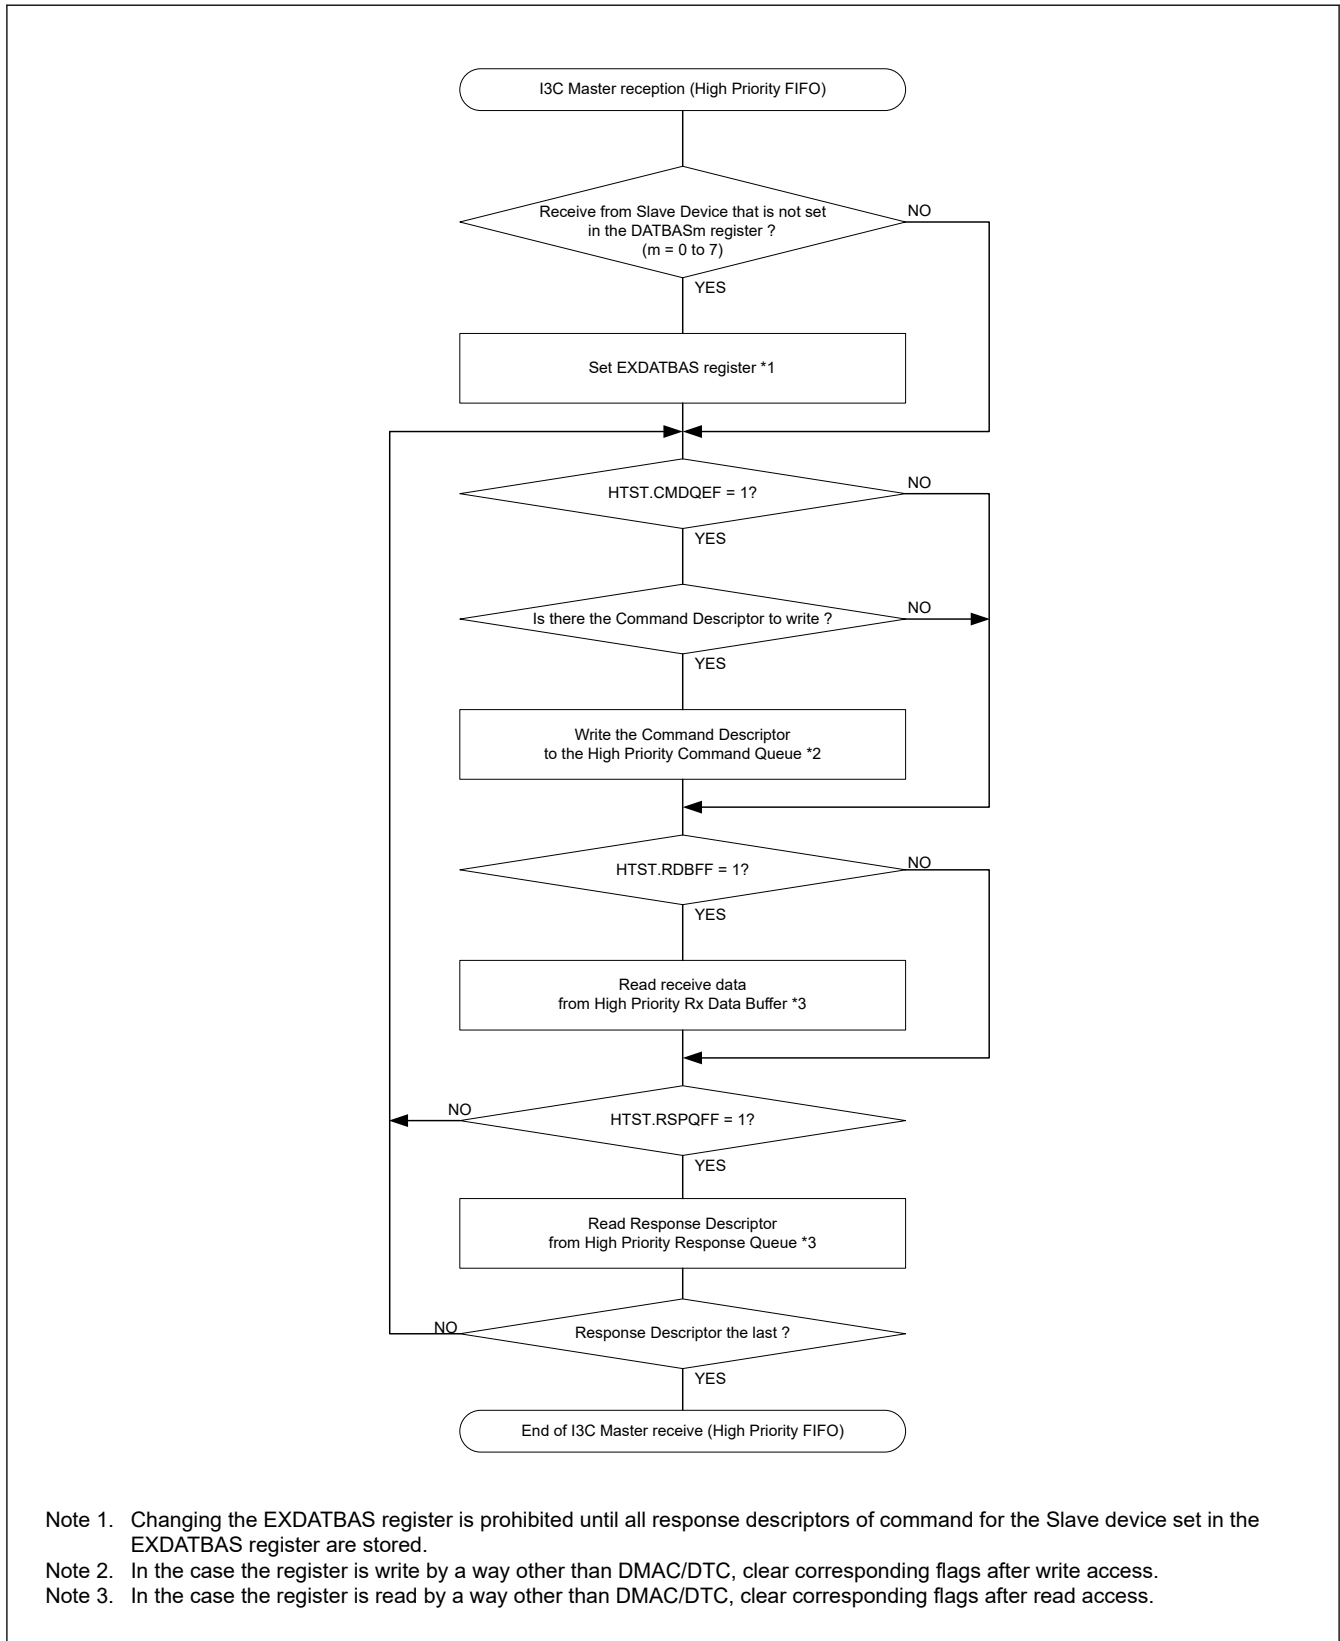 I3C Master reception (High Priority FIFO)
Receive from Slave Device that is not set
in the DATBASm register ?
(m = 0 to 7)
NO
YES
Set EXDATBAS register *1
HTST.CMDQEF = 1?
NO
YES
Is there the Command Descriptor to write ?
NO
YES
Write the Command Descriptor
to the High Priority Command Queue *2
HTST.RDBFF = 1?
NO
YES
Read receive data
from High Priority Rx Data Buffer *3
NO
HTST.RSPQFF = 1?
YES
Read Response Descriptor
from High Priority Response Queue *3
NO
Response Descriptor the last ?
YES
End of I3C Master receive (High Priority FIFO)
Note 1. Changing the EXDATBAS register is prohibited until all response descriptors of command for the Slave device set in the
EXDATBAS register are stored.
Note 2. In the case the register is write by a way other than DMAC/DTC, clear corresponding flags after write access.
Note 3. In the case the register is read by a way other than DMAC/DTC, clear corresponding flags after read access.